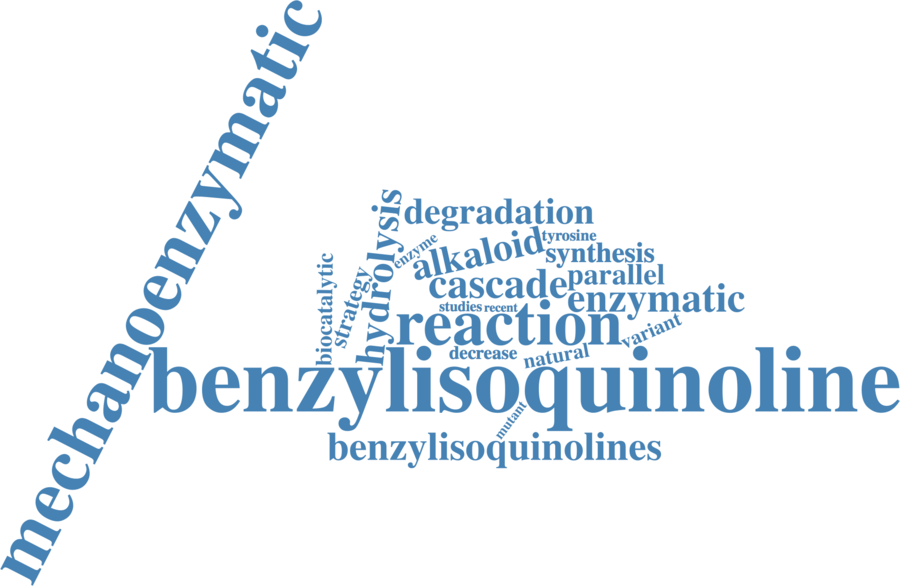 mechanoenzymatic
degradation
hydrolysis
enzyme
alkaloid
tyrosine
synthesis
biocatalytic
strategy
cascade
parallel
studies
recent
enzymatic
reaction
variant
decrease
natural
benzylisoquinoline
mutant
benzylisoquinolines